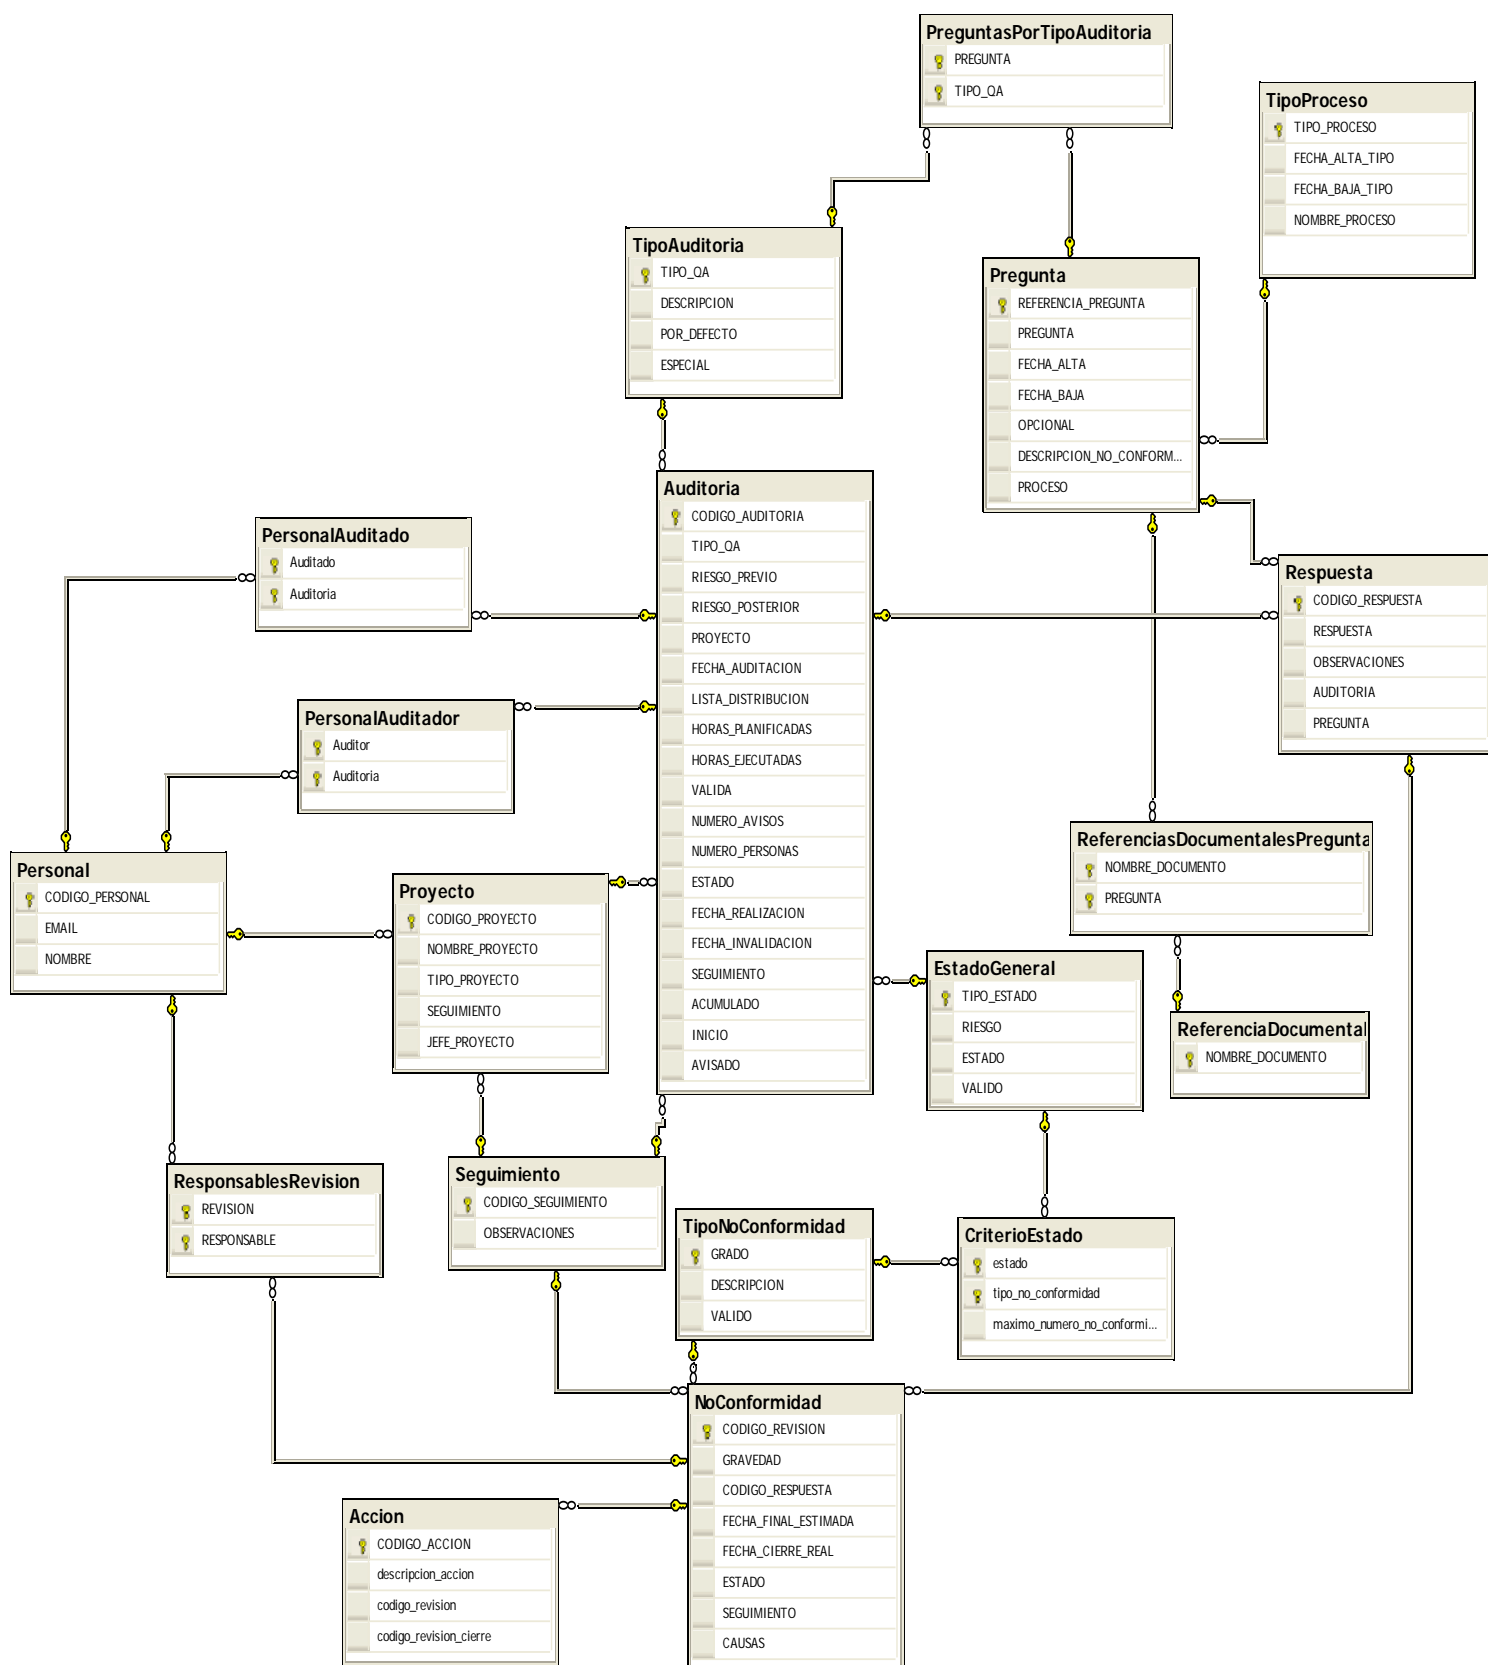 PreguntasPorTipoAuditoria
PREGUNTA
TIPO_QA
TipoProceso
TIPO_PROCESO
FECHA_ALTA_TIPO
FECHA_BAJA_TIPO
NOMBRE_PROCESO
TipoAuditoria
TIPO_QA
DESCRIPCION
POR_DEFECTO
ESPECIAL
Pregunta
REFERENCIA_PREGUNTA
PREGUNTA
FECHA_ALTA
FECHA_BAJA
OPCIONAL
DESCRIPCION_NO_CONFORM...
PROCESO
Auditoria
CODIGO_AUDITORIA
TIPO_QA
RIESGO_PREVIO
RIESGO_POSTERIOR
PROYECTO
FECHA_AUDITACION
LISTA_DISTRIBUCION
HORAS_PLANIFICADAS
HORAS_EJECUTADAS
VALIDA
NUMERO_AVISOS
NUMERO_PERSONAS
ESTADO
FECHA_REALIZACION
FECHA_INVALIDACION
SEGUIMIENTO
ACUMULADO
INICIO
AVISADO
PersonalAuditado
Auditado
Auditoria
Respuesta
CODIGO_RESPUESTA
RESPUESTA
OBSERVACIONES
AUDITORIA
PREGUNTA
PersonalAuditador
Auditor
Auditoria
ReferenciasDocumentalesPregunta
NOMBRE_DOCUMENTO
PREGUNTA
Personal
CODIGO_PERSONAL
EMAIL
NOMBRE
Proyecto
CODIGO_PROYECTO
NOMBRE_PROYECTO
TIPO_PROYECTO
SEGUIMIENTO
JEFE_PROYECTO
EstadoGeneral
TIPO_ESTADO
RIESGO
ESTADO
VALIDO
ReferenciaDocumental
NOMBRE_DOCUMENTO
ResponsablesRevision
REVISION
RESPONSABLE
Seguimiento
CODIGO_SEGUIMIENTO
OBSERVACIONES
TipoNoConformidad
GRADO
DESCRIPCION
VALIDO
CriterioEstado
estado
tipo_no_conformidad
maximo_numero_no_conformi...
NoConformidad
CODIGO_REVISION
GRAVEDAD
CODIGO_RESPUESTA
FECHA_FINAL_ESTIMADA
FECHA_CIERRE_REAL
ESTADO
SEGUIMIENTO
CAUSAS
Accion
CODIGO_ACCION
descripcion_accion
codigo_revision
codigo_revision_cierre